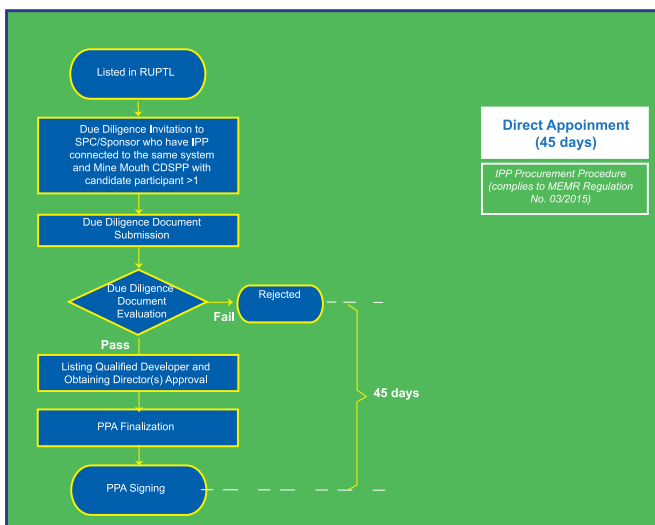 Listed in RUPTL
Due Diligence Invitation to
SPC/Sponsor who have IPP
connected to the same system
and Mine Mouth CDSPP with
candidate participant >1
Due Diligence Document
Submission
Due Diligence
Document
Evaluation
Fail
Rejected
Pass
Listing Qualified Developer and
Obtaining Director(s) Approval
PPA Finalization
PPA Signing
45 days
Direct Appoinment
(45 days)
IPP Procurement Procedure
(complies to MEMR Regulation
No. 03/2015)